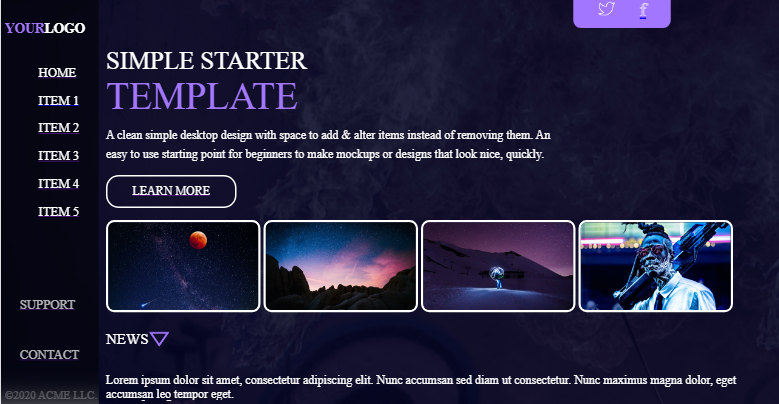 YOURLOGO
HOME
ITEM 1
ITEM 2
ITEM 3
ITEM 4
ITEM 5
SUPPORT
CONTACT
©2020 ACME LLC.
SIMPLE STARTER
TEMPLATE
A clean simple desktop design with space to add & alter items instead of removing them. An
easy to use starting point for beginners to make mockups or designs that look nice, quickly.
LEARN MORE
NEWS
Lorem ipsum dolor sit amet, consectetur adipiscing elit. Nunc accumsan sed diam ut consectetur. Nunc maximus magna dolor, eget
accumsan leo tempor eget.